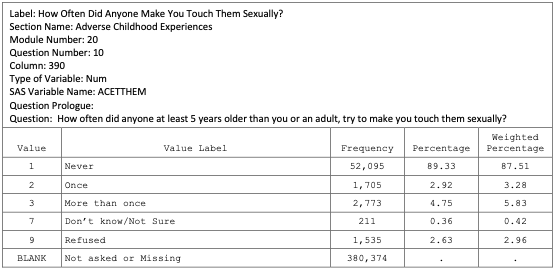 Label: How Often Did Anyone Make You Touch Them Sexually?
Section Name: Adverse Childhood Experiences
Module Number: 20
Question Number: 10
Column: 390
Type of Variable: Num
SAS Variable Name: ACETTHEM
Question Prologue:
Question: How often did anyone at least 5 years older than you or an adult, try to make you touch them sexually?
Value Value Label Frequency Percentage Weighted Percentage
1 Never 52,095 89.33 87.51
2 Once 1,705 2.92 3.28
3 More than once 2,773 4.75 5.83
7 Don't know/Not Sure 211 0.36 0.42
9 Refused 1,535 2.63 2.96
BLANK Not asked or Missing 380,374 . .